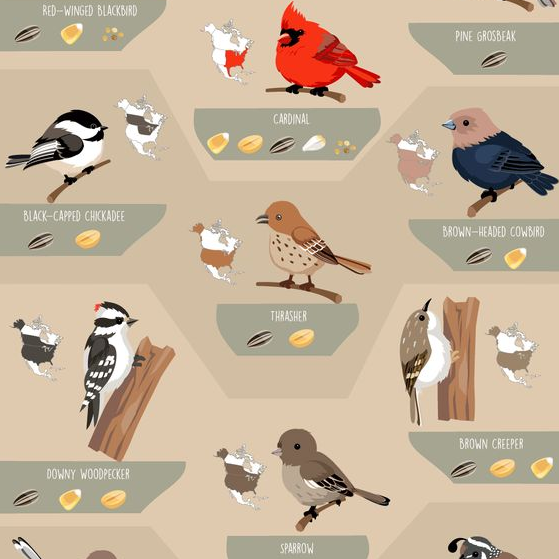 RED-WINGED BLACKBIRD
PINE GROSBEAK
CARDINAL
BLACK-CAPPED CHICKADEE
BROWN-HEADED COWBIRD
THRASHER
DOWNY WOODPECKER
BROWN CREEPER
SPARROW